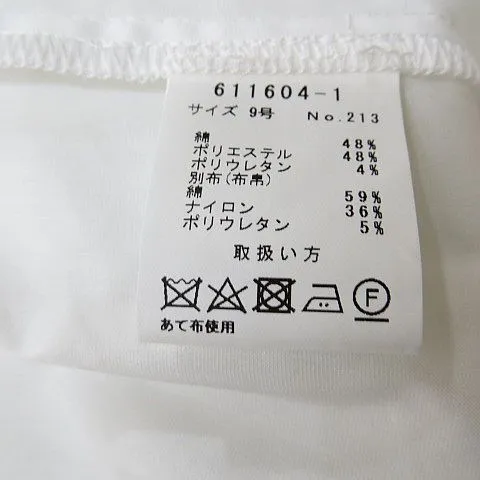 611604-1
サイズ 9号 No.213
綿 48%
ポリエステル 48%
ポリウレタン 4%
別布(布帛)
綿 59%
ナイロン 36%
ポリウレタン 5%
取扱い方
F
あて布使用